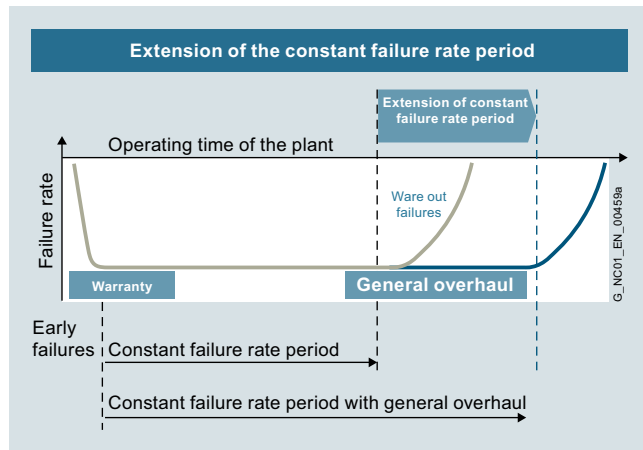 Extension of the constant failure rate period
Extension of constant
failure rate period
Operating time of the plant
Failure rate
Ware out
failures
G_NC01_EN_00459a
Warranty
General overhaul
Early
failures
Constant failure rate period
Constant failure rate period with general overhaul